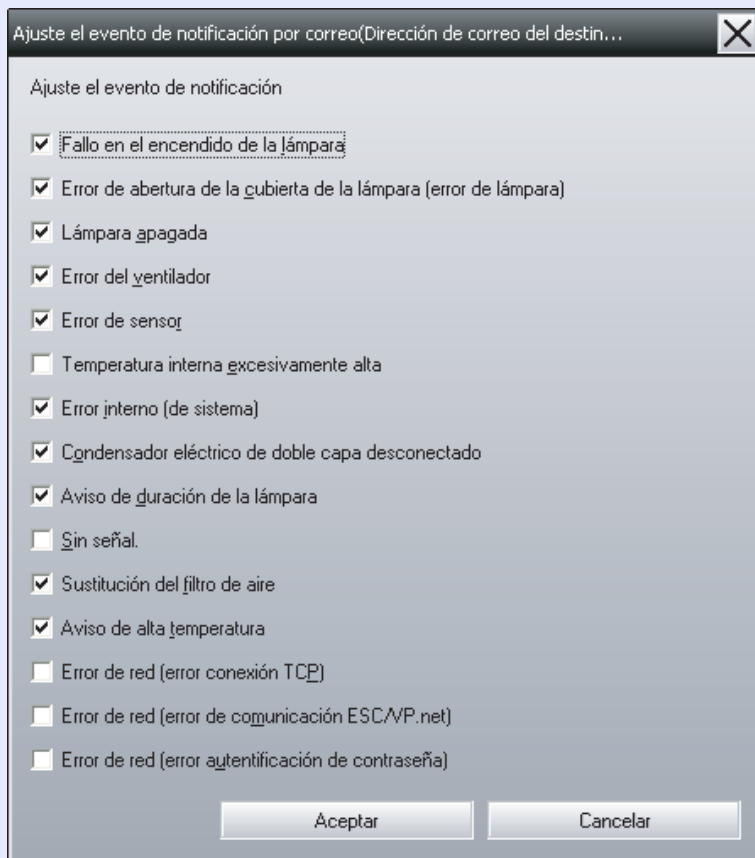 Ajuste el evento de notificación por correo(Dirección de correo del destin...
Ajuste el evento de notificación
Fallo en el encendido de la lámpara
Error de abertura de la cubierta de la lámpara (error de lámpara)
Lámpara apagada
Error del ventilador
Error de sensor
Temperatura interna excesivamente alta
Error interno (de sistema)
Condensador eléctrico de doble capa desconectado
Aviso de duración de la lámpara
Sin señal.
Sustitución del filtro de aire
Aviso de alta temperatura
Error de red (error conexión TCP)
Error de red (error de comunicación ESC/VP.net)
Error de red (error autentificación de contraseña)
Aceptar Cancelar